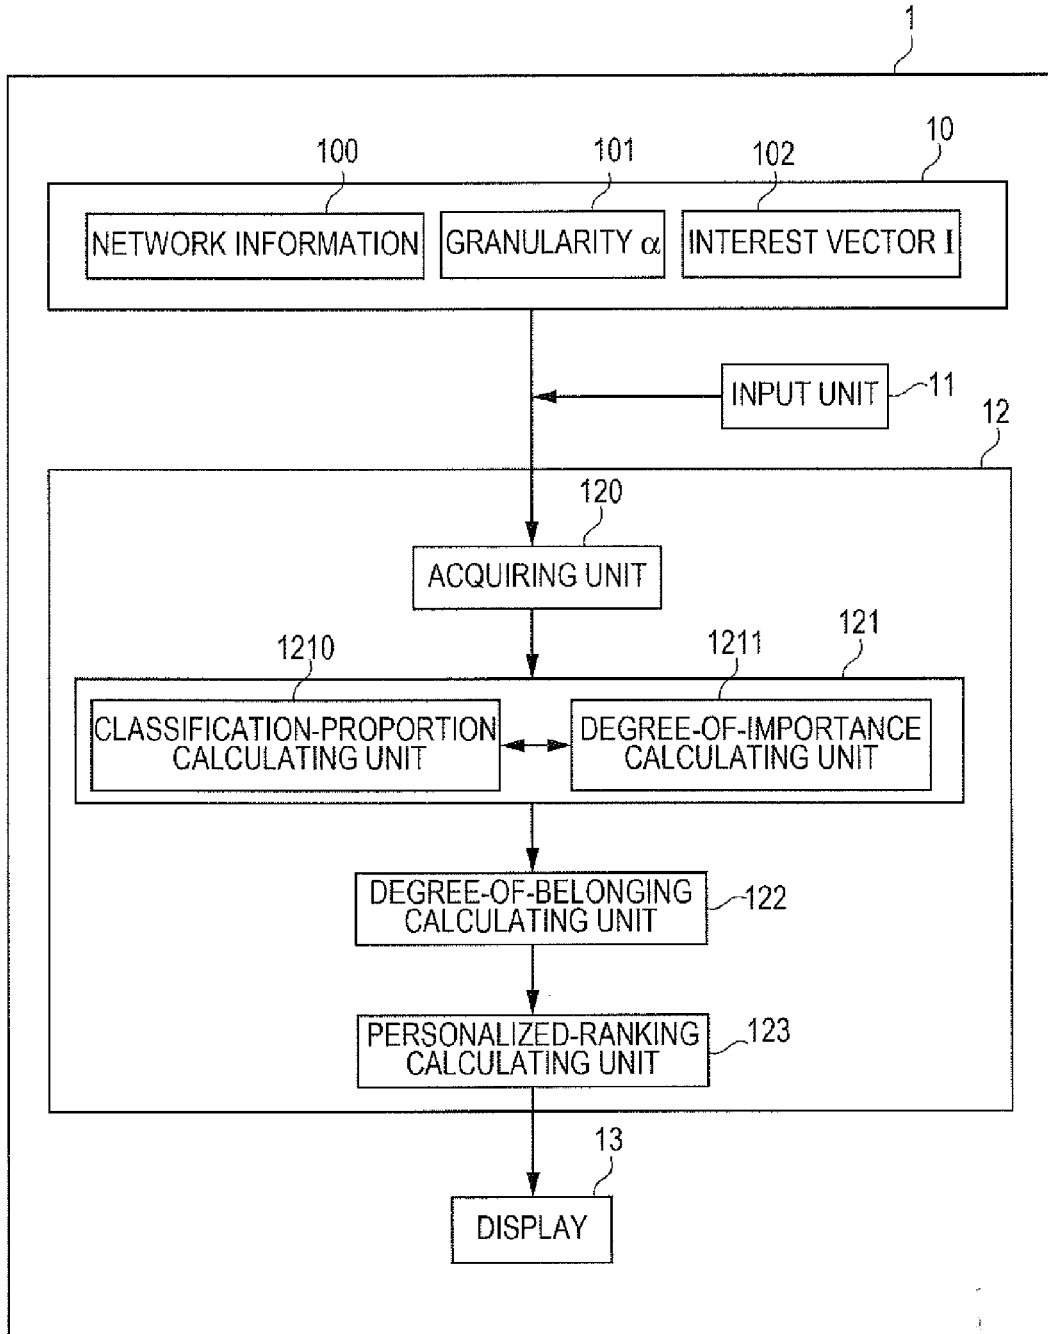 1
10
100
101
102
NETWORK INFORMATION
GRANULARITY α
INTEREST VECTOR I
INPUT UNIT
11
12
120
ACQUIRING UNIT
121
1210
1211
CLASSIFICATION-PROPORTION
CALCULATING UNIT
DEGREE-OF-IMPORTANCE
CALCULATING UNIT
DEGREE-OF-BELONGING
CALCULATING UNIT
122
PERSONALIZED-RANKING
CALCULATING UNIT
123
13
DISPLAY